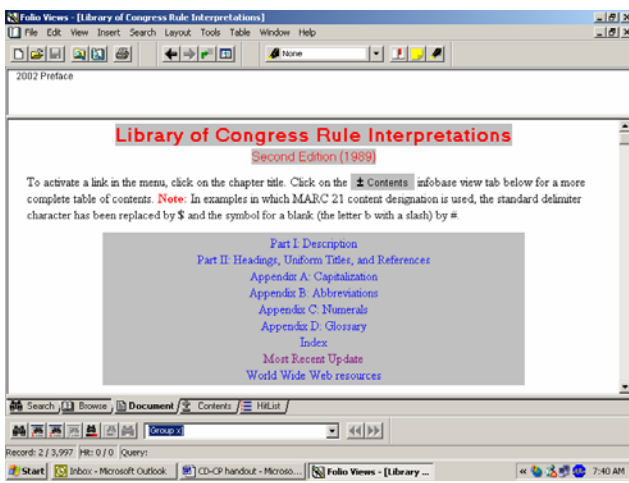 Folio Views - [Library of Congress Rule Interpretations]
File Edit View Insert Search Layout Tools Table Window Help
None
2002 Preface
Library of Congress Rule Interpretations
Second Edition (1989)
To activate a link in the menu, click on the chapter title. Click on the ± Contents infobase view tab below for a more
complete table of contents. Note: In examples in which MARC 21 content designation is used, the standard delimiter
character has been replaced by $ and the symbol for a blank (the letter b with a slash) by #.
Part I: Description
Part II: Headings, Uniform Titles, and References
Appendix A: Capitalization
Appendix B: Abbreviations
Appendix C: Numerals
Appendix D: Glossary
Index
Most Recent Update
World Wide Web resources
Search Browse Document Contents HitList
Group x
Record: 2 / 3,997 Hit: 0 / 0 Query:
Start Inbox - Microsoft Outlook CD-CP handout - Microso... Folio Views - [Library ... « 7:40 AM